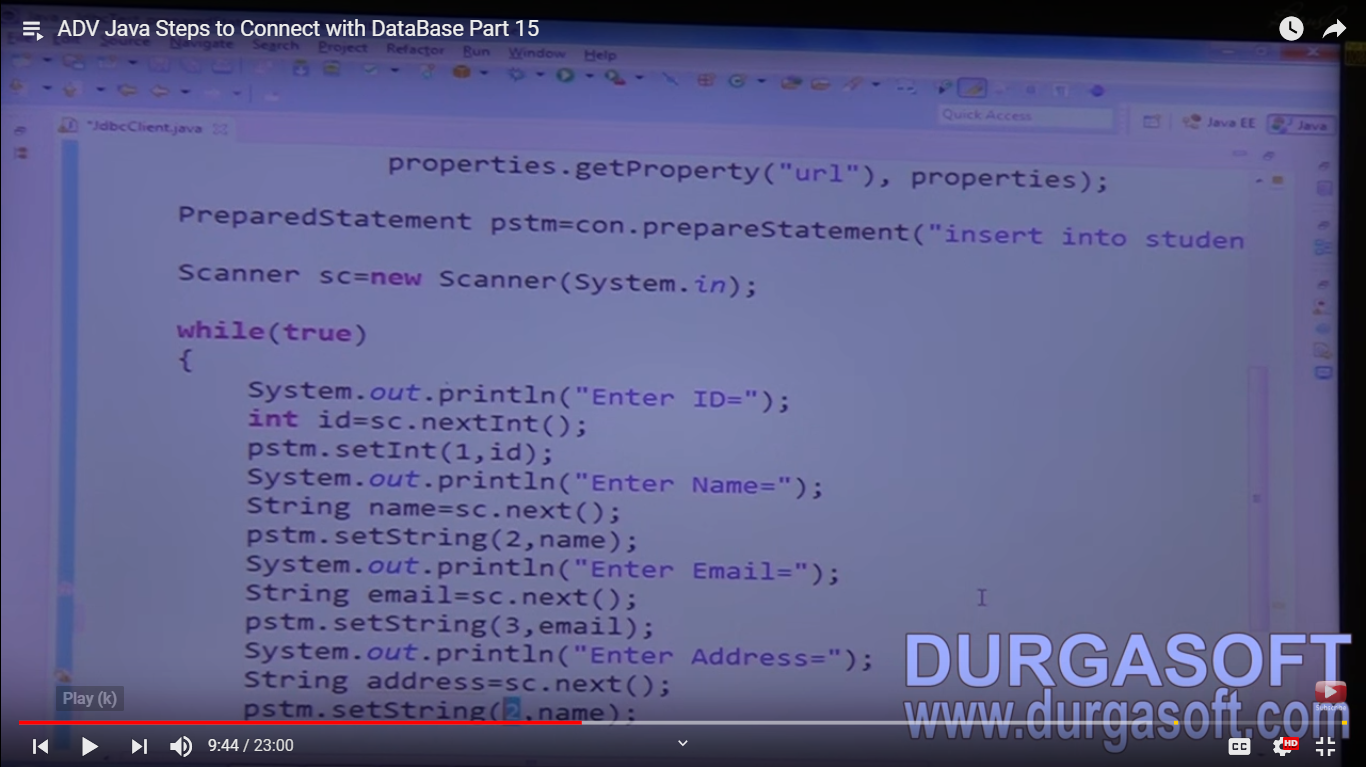 ADV Java Steps to Connect with DataBase Part 15
Source Navigate Search Project Refactor Run Window Help
Quick Access
Java EE
Java
*JdbcClient.java
properties.getProperty("url"), properties);
PreparedStatement pstm=con.prepareStatement("insert into studen
Scanner sc=new Scanner(System.in);
while(true)
{
System.out.println("Enter ID=");
int id=sc.nextInt();
pstm.setInt(1,id);
System.out.println("Enter Name=");
String name=sc.next();
pstm.setString(2,name);
System.out.println("Enter Email=");
String email=sc.next();
pstm.setString(3,email);
System.out.println("Enter Address=");
String address=sc.next();
pstm.setString(2,name);
DURGASOFT
www.durgasoft.com
Subscribe
Play (k)
9:44 / 23:00
CC
HD